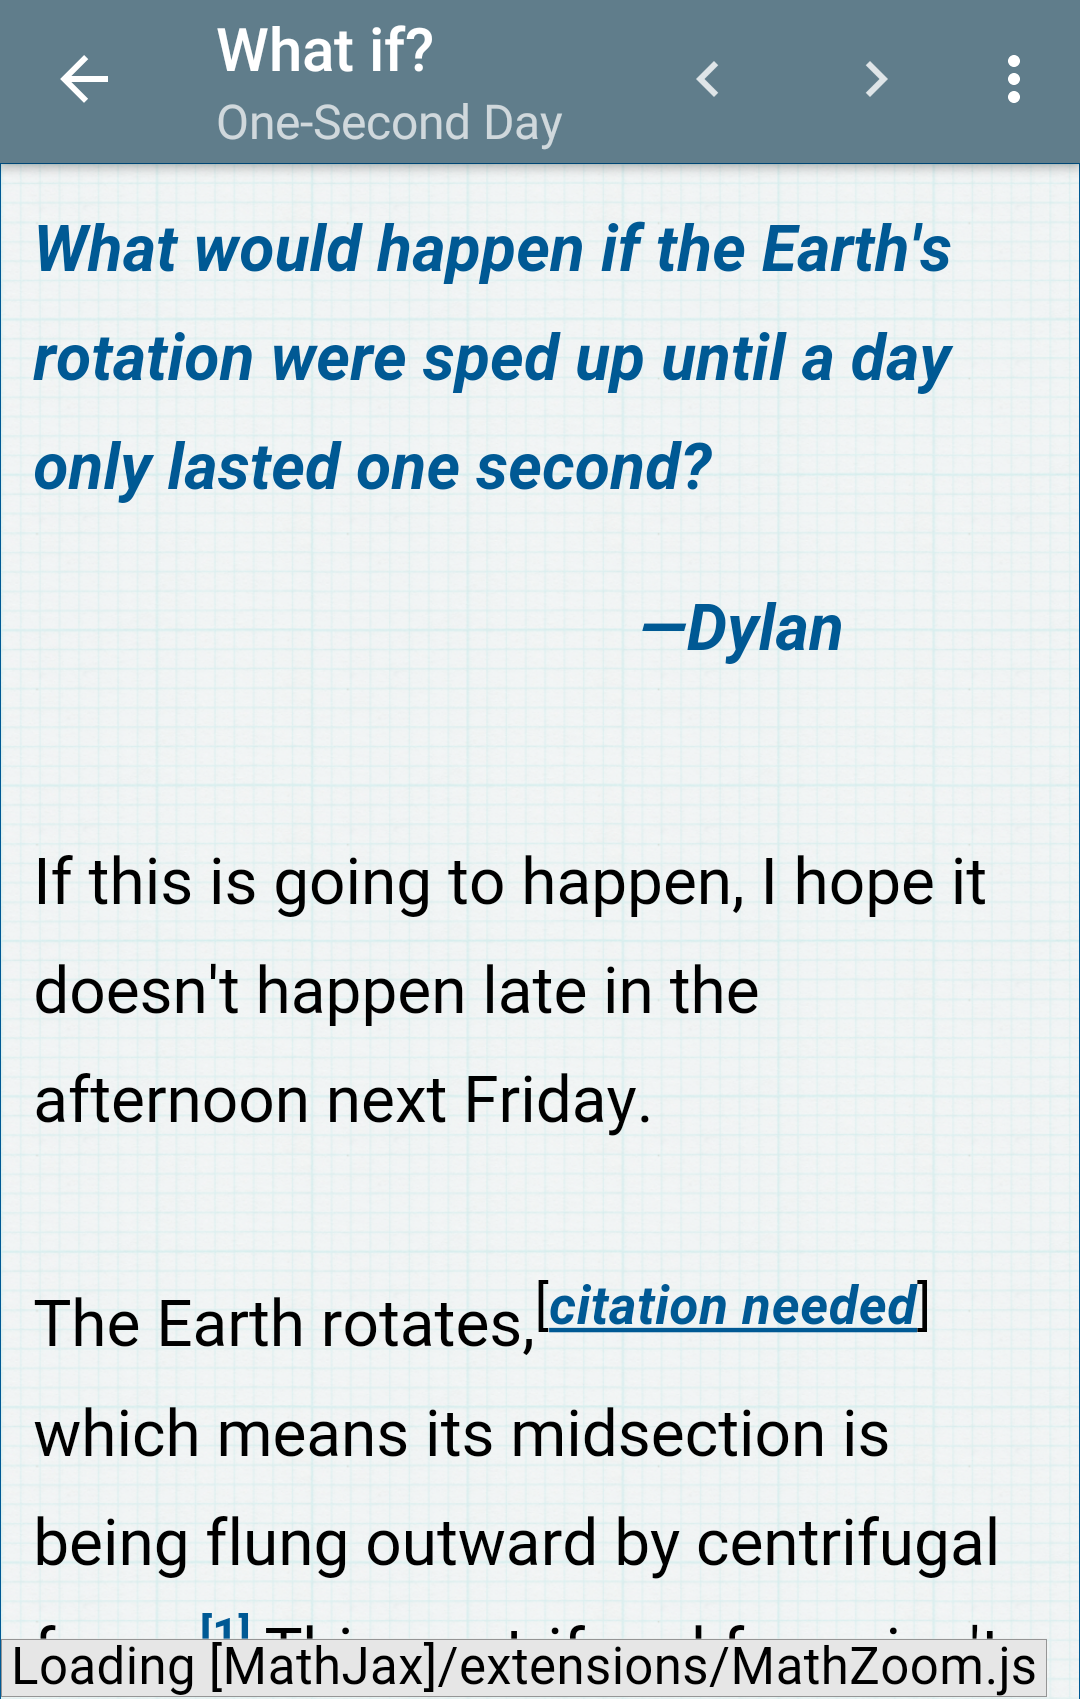 What if?
One-Second Day
What would happen if the Earth's
rotation were sped up until a day
only lasted one second?
—Dylan
If this is going to happen, I hope it
doesn't happen late in the
afternoon next Friday.
The Earth rotates,[citation needed]
which means its midsection is
being flung outward by centrifugal
[1]
Loading [MathJax]/extensions/MathZoom.js